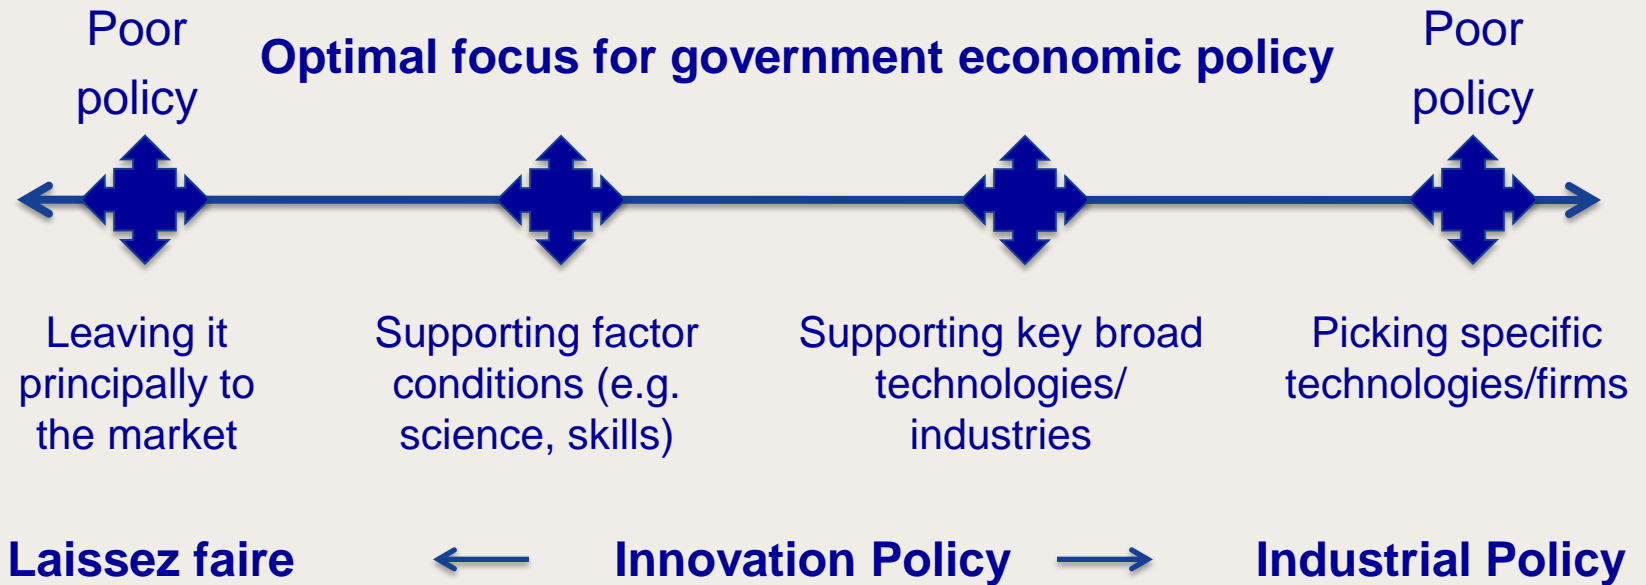 Poor
policy
Optimal focus for government economic policy
Poor
policy
Leaving it
principally to
the market
Supporting factor
conditions (e.g.
science, skills)
Supporting key broad
technologies/
industries
Picking specific
technologies/firms
Laissez faire
Innovation Policy
Industrial Policy